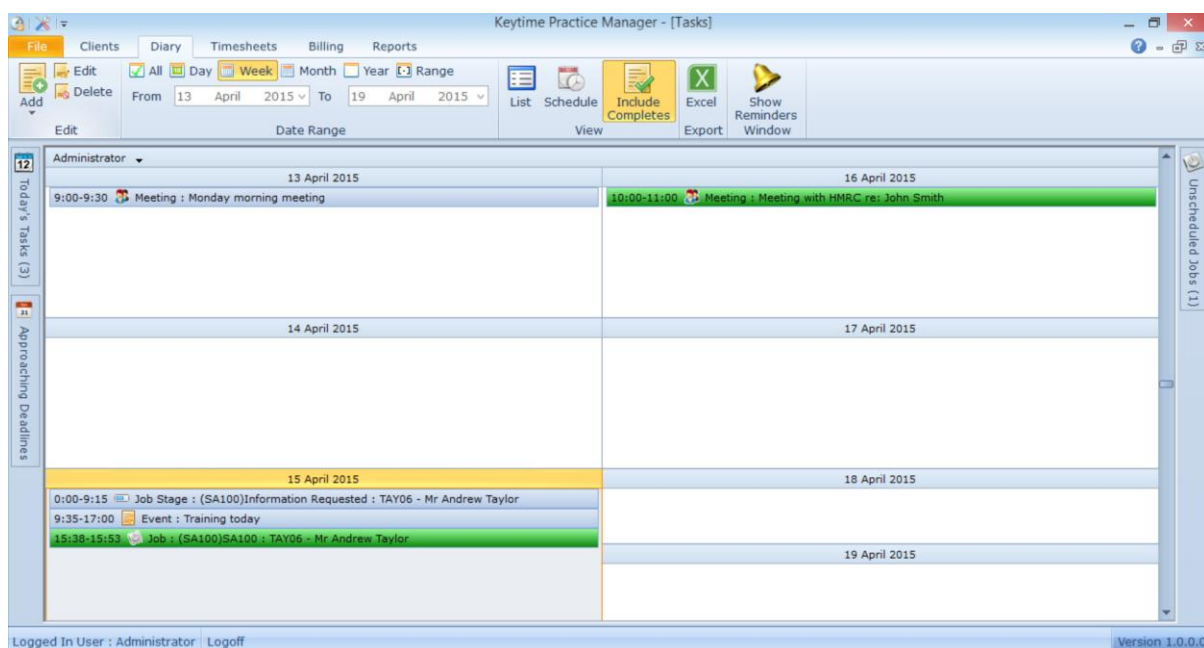 Keytime Practice Manager - [Tasks]
File Clients Diary Timesheets Billing Reports
Add
Edit
Delete
Edit
All Day Week Month Year Range
From 13 April 2015 To 19 April 2015
Date Range
List Schedule Include Completes
View
Excel
Export
Show Reminders Window
Window
12 Today's Tasks (3)
21 Approaching Deadlines
Administrator
13 April 2015
9:00-9:30 Meeting : Monday morning meeting
14 April 2015
15 April 2015
0:00-9:15 Job Stage : (SA100)Information Requested : TAY06 - Mr Andrew Taylor
9:35-17:00 Event : Training today
15:38-15:53 Job : (SA100)SA100 : TAY06 - Mr Andrew Taylor
16 April 2015
10:00-11:00 Meeting : Meeting with HMRC re: John Smith
17 April 2015
18 April 2015
19 April 2015
Unscheduled Jobs (1)
Logged In User : Administrator Logoff
Version 1.0.0.0